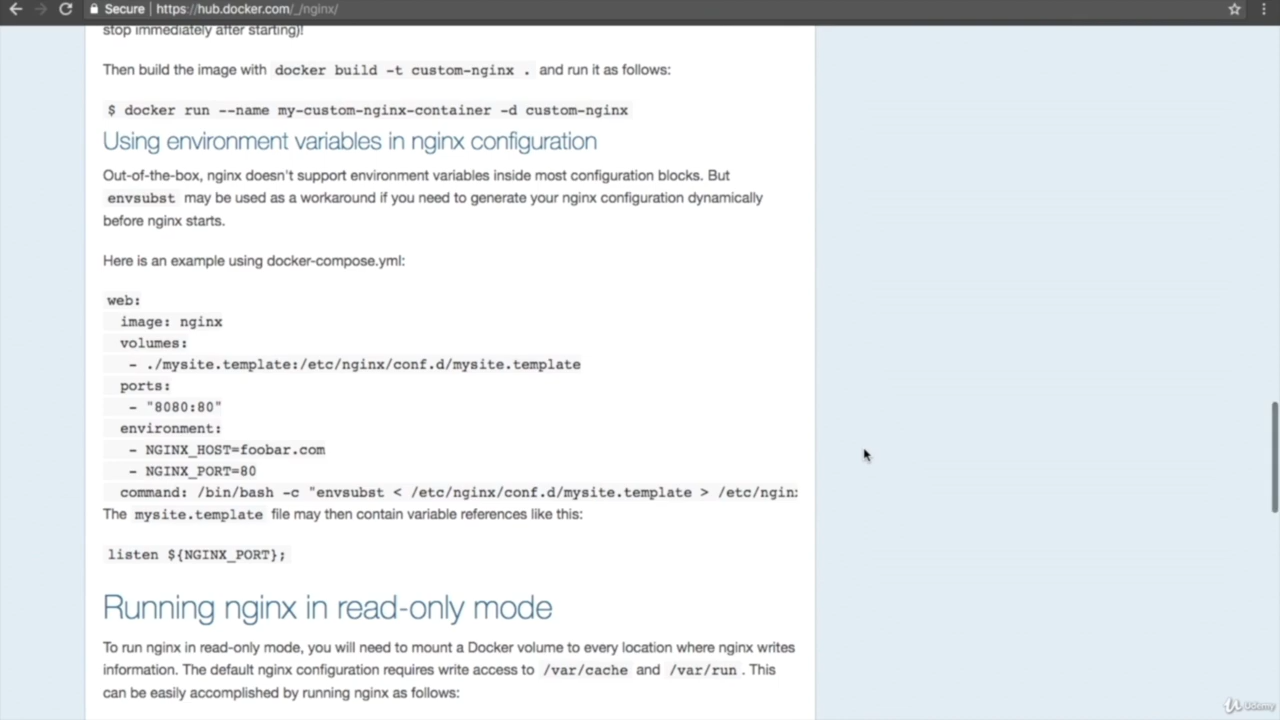 Secure https://hub.docker.com/_/nginx/
stop immediately after starting)!
Then build the image with docker build -t custom-nginx . and run it as follows:
$ docker run --name my-custom-nginx-container -d custom-nginx
Using environment variables in nginx configuration
Out-of-the-box, nginx doesn't support environment variables inside most configuration blocks. But
envsubst may be used as a workaround if you need to generate your nginx configuration dynamically
before nginx starts.
Here is an example using docker-compose.yml:
web:
image: nginx
volumes:
- ./mysite.template:/etc/nginx/conf.d/mysite.template
ports:
- "8080:80"
environment:
- NGINX_HOST=foobar.com
- NGINX_PORT=80
command: /bin/bash -c "envsubst < /etc/nginx/conf.d/mysite.template > /etc/nginx
The mysite.template file may then contain variable references like this:
listen ${NGINX_PORT};
Running nginx in read-only mode
To run nginx in read-only mode, you will need to mount a Docker volume to every location where nginx writes
information. The default nginx configuration requires write access to /var/cache and /var/run . This
can be easily accomplished by running nginx as follows:
Udemy